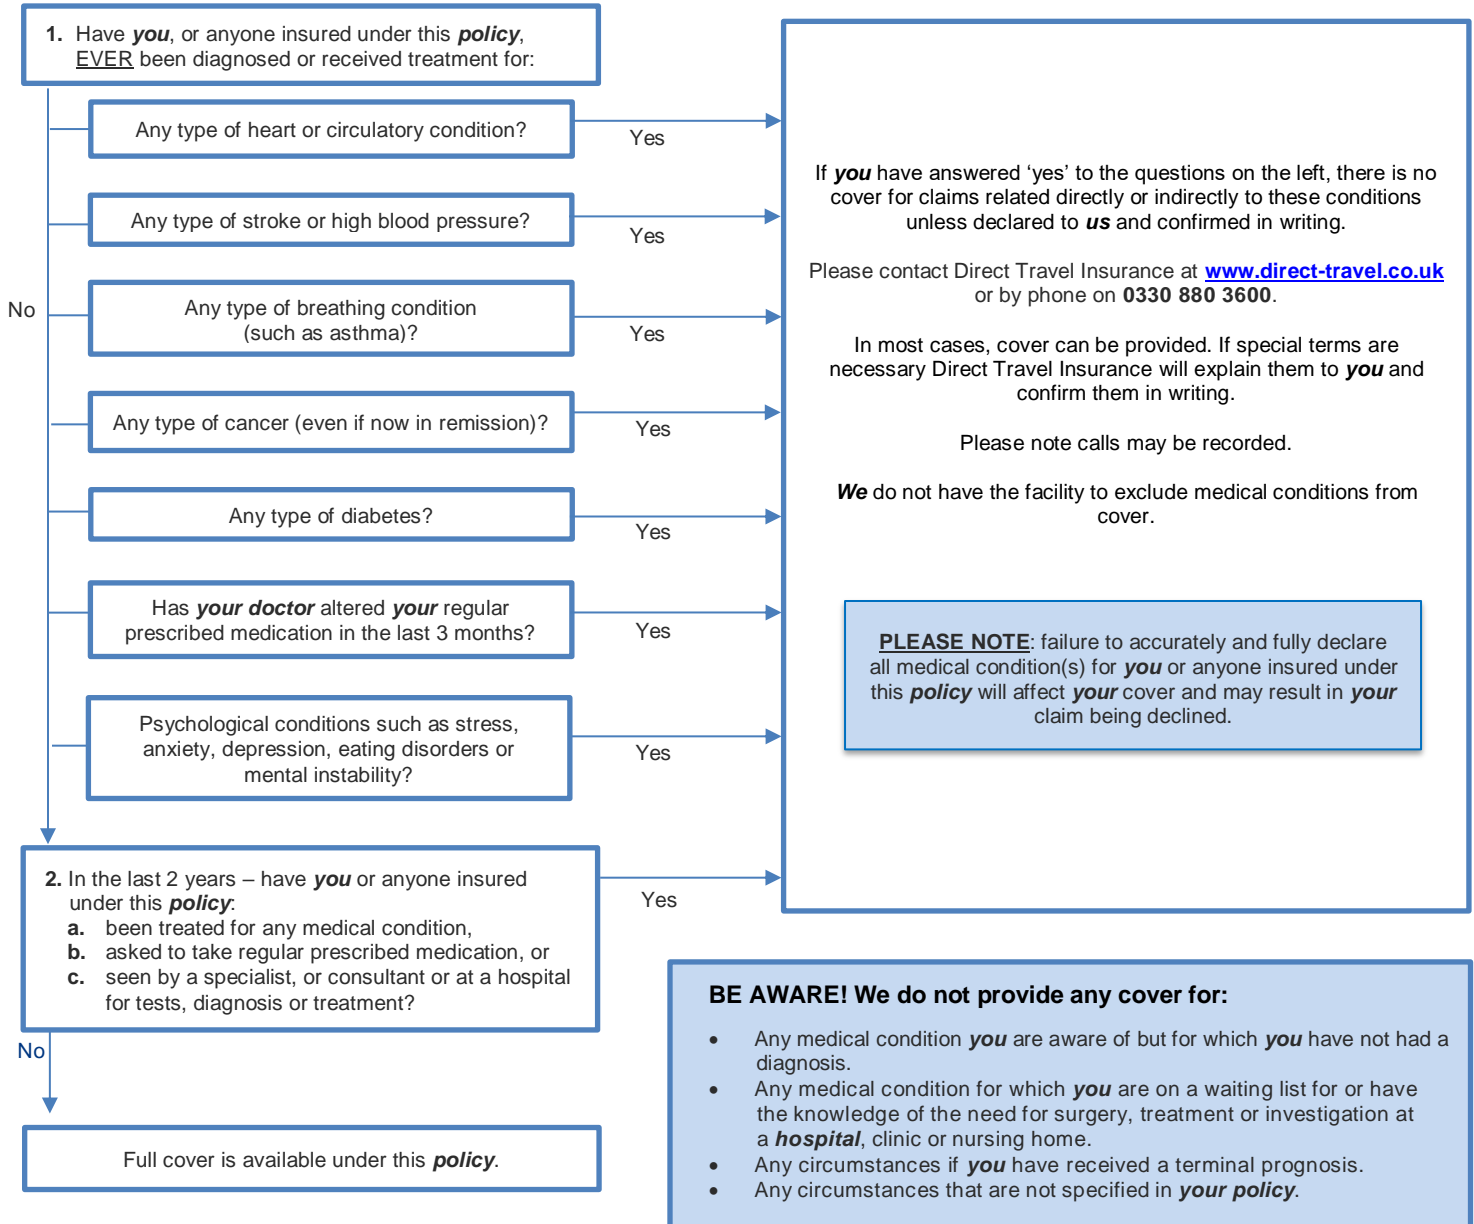 1. Have you, or anyone insured under this policy,
EVER been diagnosed or received treatment for:
Any type of heart or circulatory condition?
Yes
Any type of stroke or high blood pressure?
Yes
No
Any type of breathing condition
(such as asthma)?
Yes
Any type of cancer (even if now in remission)?
Yes
Any type of diabetes?
Yes
Has your doctor altered your regular
prescribed medication in the last 3 months?
Yes
Psychological conditions such as stress,
anxiety, depression, eating disorders or
mental instability?
Yes
If you have answered ‘yes’ to the questions on the left, there is no
cover for claims related directly or indirectly to these conditions
unless declared to us and confirmed in writing.
Please contact Direct Travel Insurance at www.direct-travel.co.uk
or by phone on 0330 880 3600.
In most cases, cover can be provided. If special terms are
necessary Direct Travel Insurance will explain them to you and
confirm them in writing.
Please note calls may be recorded.
We do not have the facility to exclude medical conditions from
cover.
PLEASE NOTE: failure to accurately and fully declare
all medical condition(s) for you or anyone insured under
this policy will affect your cover and may result in your
claim being declined.
2. In the last 2 years – have you or anyone insured
under this policy:
a. been treated for any medical condition,
b. asked to take regular prescribed medication, or
c. seen by a specialist, or consultant or at a hospital
for tests, diagnosis or treatment?
Yes
No
Full cover is available under this policy.
BE AWARE! We do not provide any cover for:
• Any medical condition you are aware of but for which you have not had a
diagnosis.
• Any medical condition for which you are on a waiting list for or have
the knowledge of the need for surgery, treatment or investigation at
a hospital, clinic or nursing home.
• Any circumstances if you have received a terminal prognosis.
• Any circumstances that are not specified in your policy.